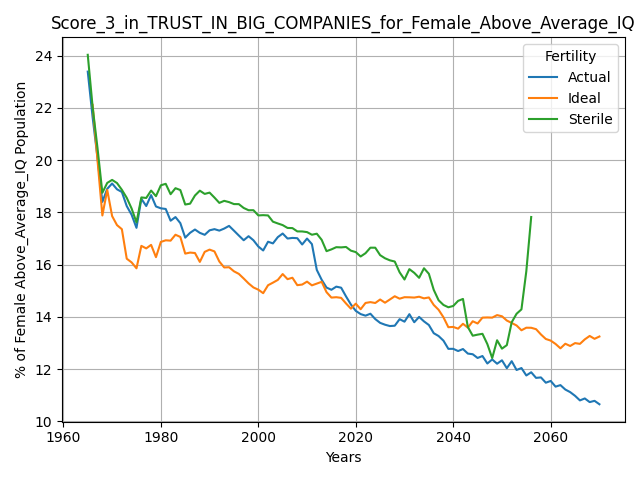 Score_3_in_TRUST_IN_BIG_COMPANIES_for_Female_Above_Average_IQ
24
22
20
18
16
14
12
10
% of Female Above_Average_IQ Population
Fertility
Actual
Ideal
Sterile
1960
1980
2000
2020
2040
2060
Years